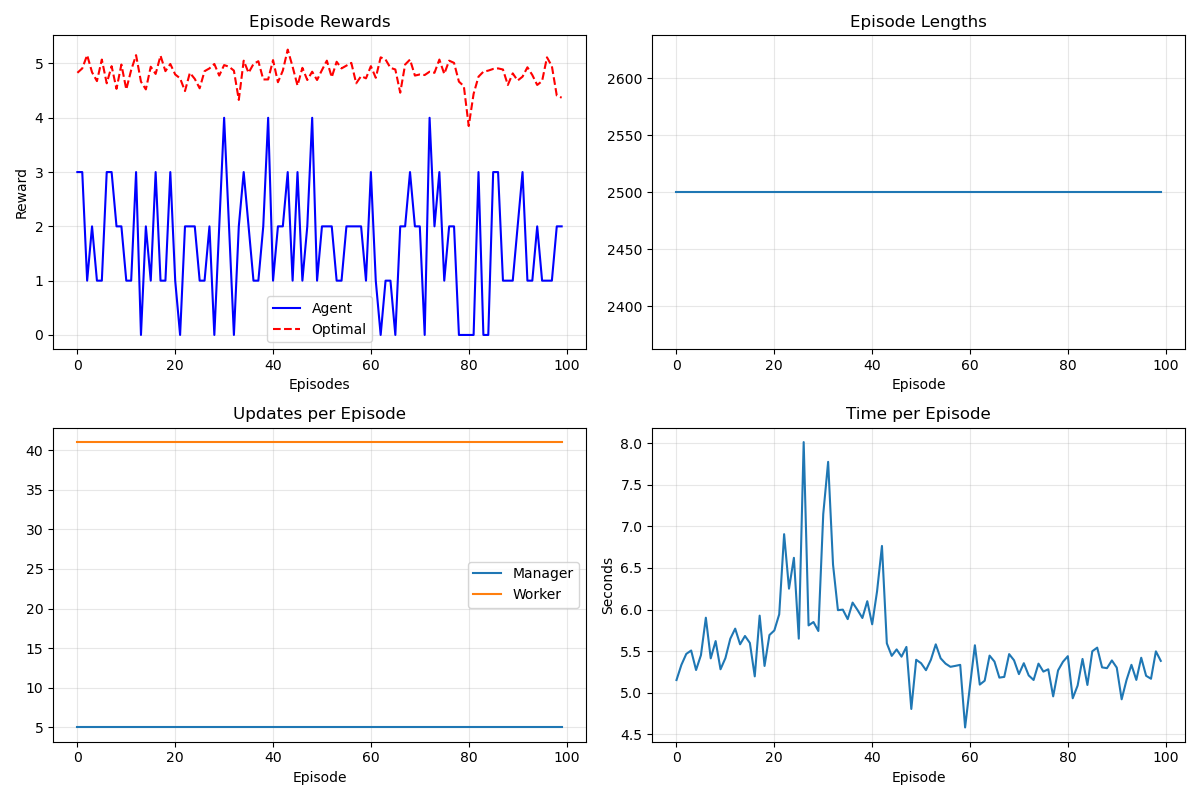 Episode Rewards
Reward
5
4
3
2
1
0
Agent
Optimal
0 20 40 60 80 100
Episodes
Episode Lengths
2600
2550
2500
2450
2400
0 20 40 60 80 100
Episode
Updates per Episode
40
35
30
25
20
15
10
5
Manager
Worker
0 20 40 60 80 100
Episode
Time per Episode
Seconds
8.0
7.5
7.0
6.5
6.0
5.5
5.0
4.5
0 20 40 60 80 100
Episode